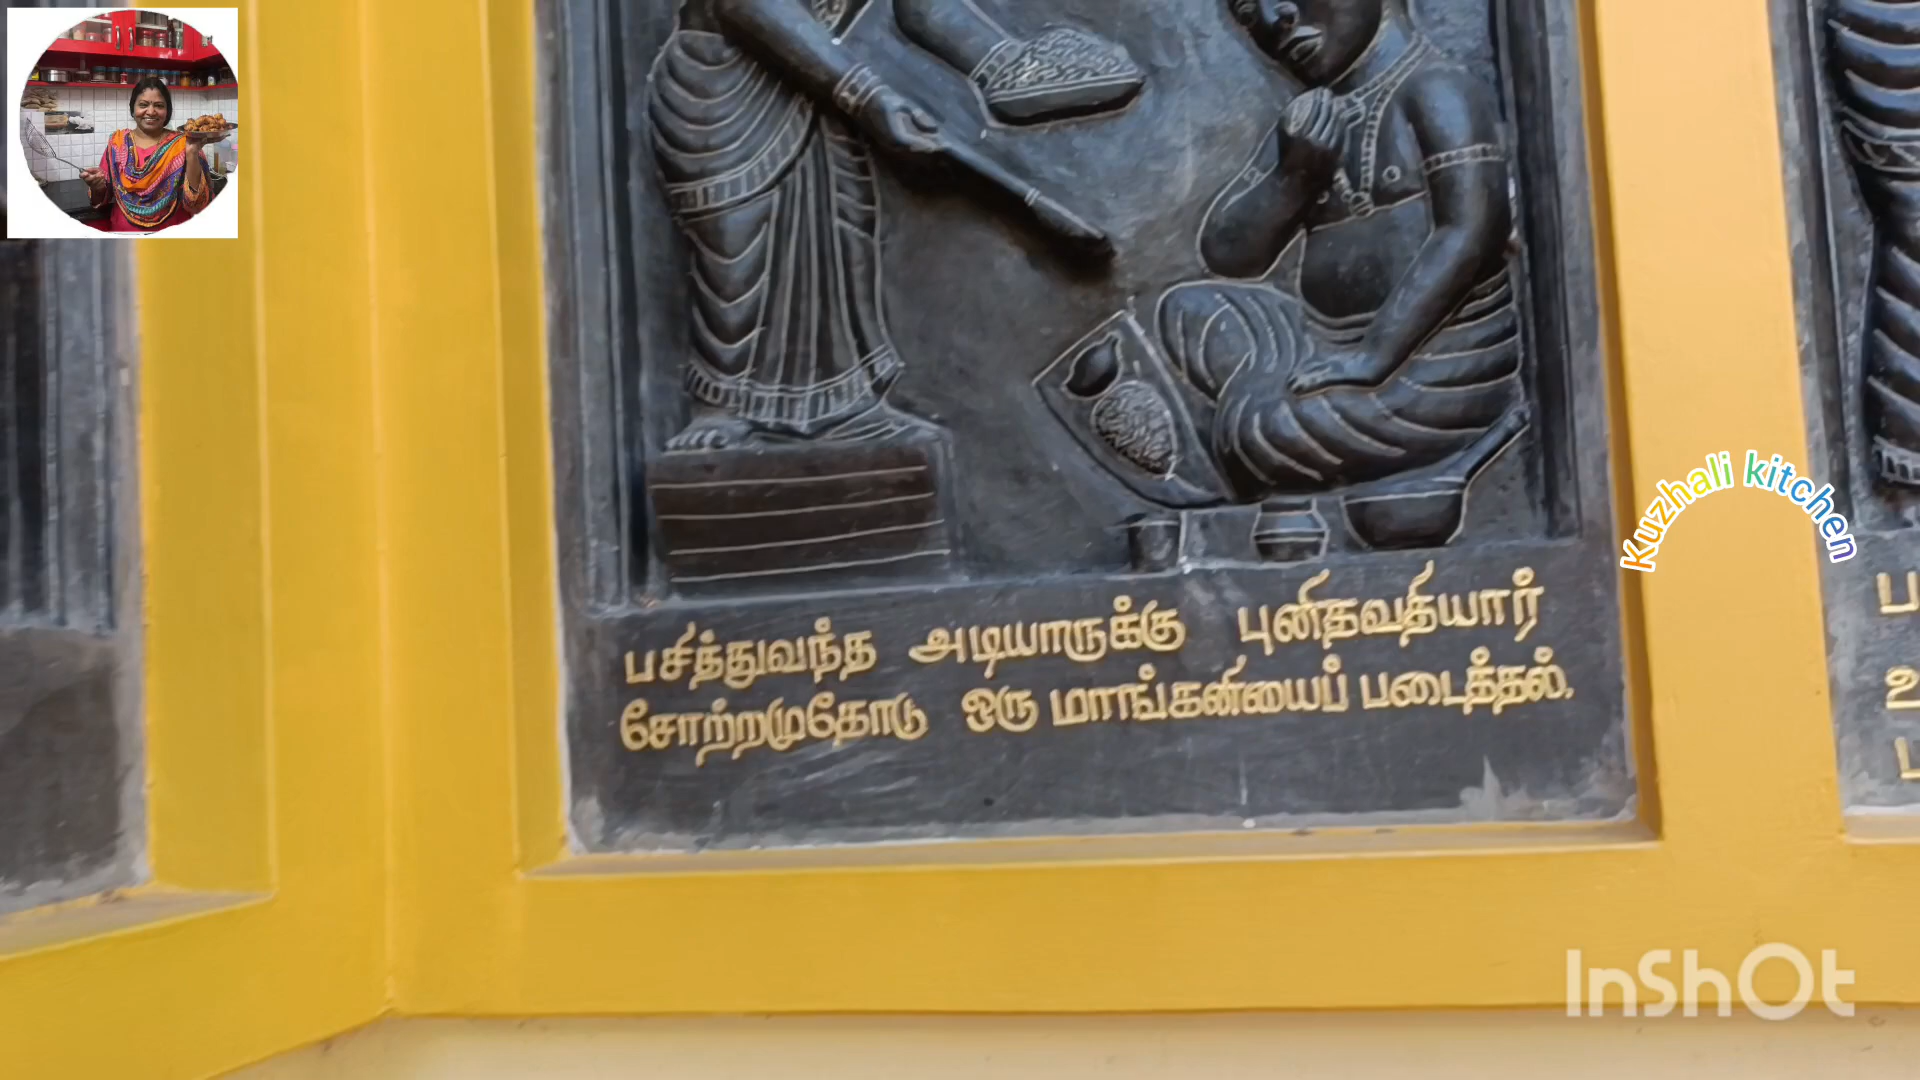 பசித்துவந்த அடியாருக்கு புனிதவதியார்
சோற்றமுதோடு ஒரு மாங்கனியைப் படைத்தல்.
Kuzhali kitchen
InShOt